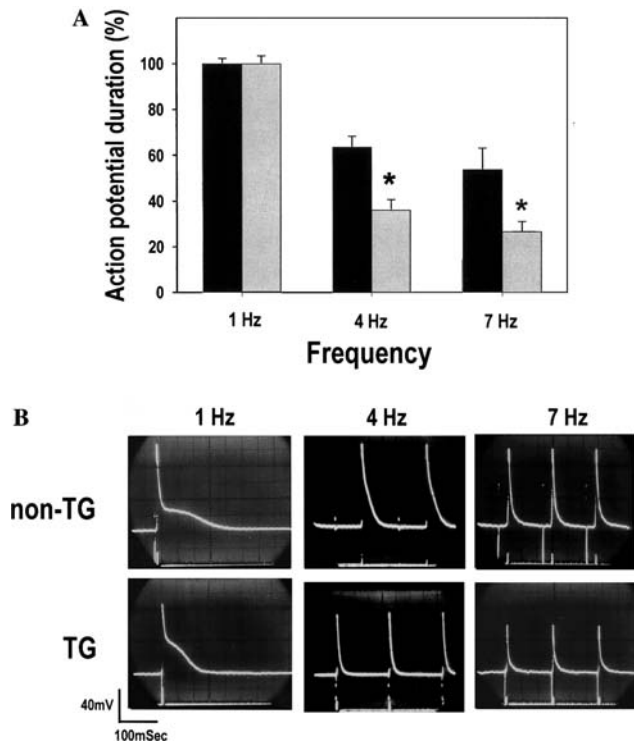 A
Action potential duration (%)
100
80
60
40
20
0
*
*
1 Hz 4 Hz 7 Hz
Frequency
B
1 Hz 4 Hz 7 Hz
non-TG
TG
40mV
100mSec